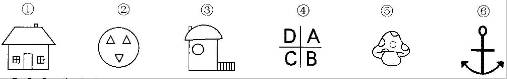 ① ② ③ ④ ⑤ ⑥
D A
C B